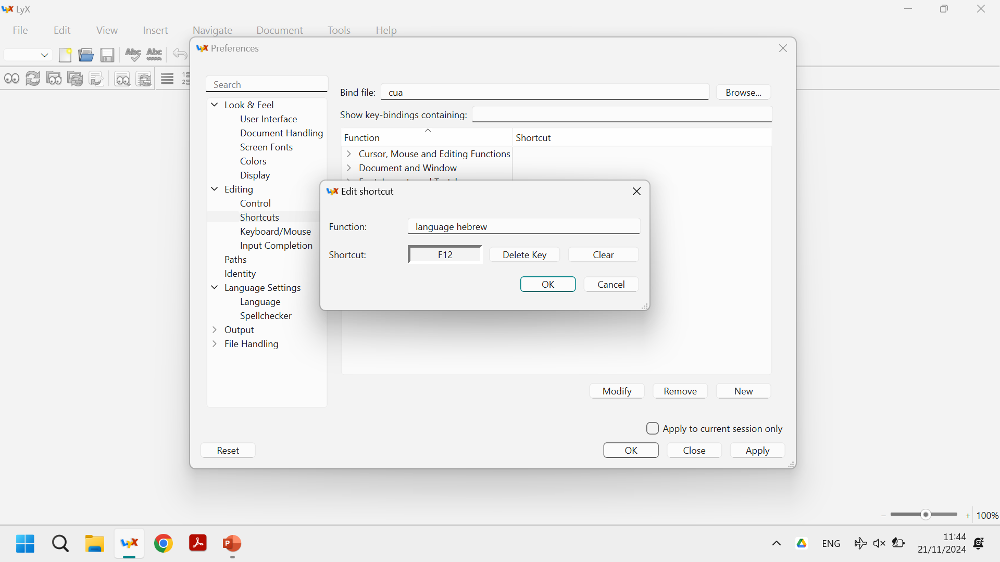 LyX
File Edit View Insert Navigate Document Tools Help
Preferences
Search
Look & Feel
User Interface
Document Handling
Screen Fonts
Colors
Display
Editing
Control
Shortcuts
Keyboard/Mouse
Input Completion
Paths
Identity
Language Settings
Language
Spellchecker
Output
File Handling
Bind file: cua Browse...
Show key-bindings containing:
Function Shortcut
Cursor, Mouse and Editing Functions
Document and Window
Edit shortcut
Function: language hebrew
Shortcut: F12 Delete Key Clear
OK Cancel
Modify Remove New
Apply to current session only
Reset OK Close Apply
100%
ENG
11:44
21/11/2024